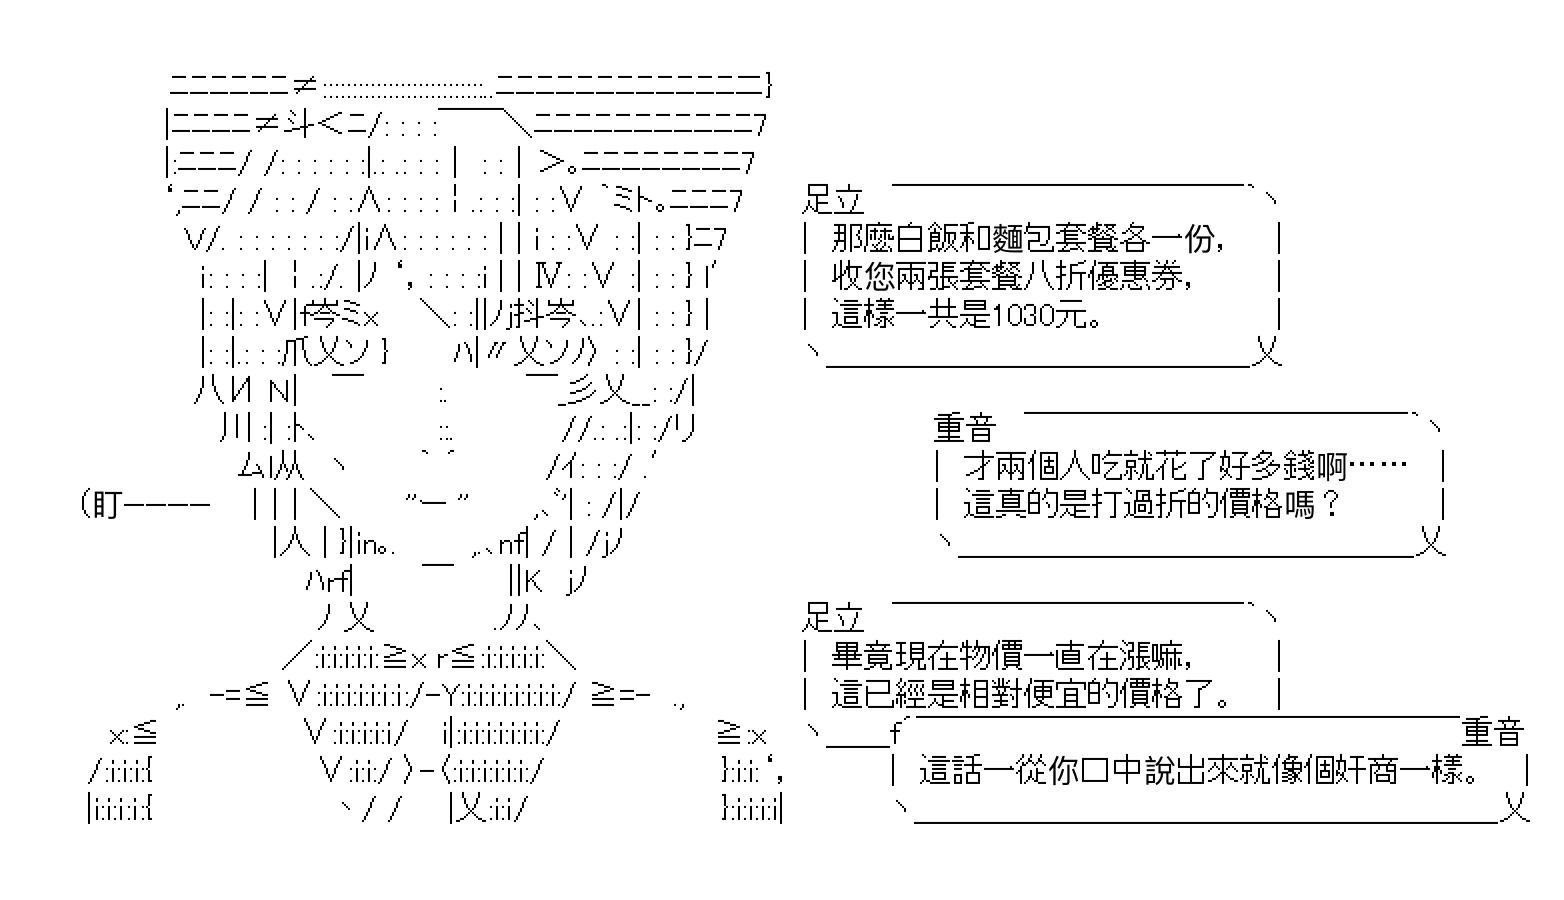 足立
那麼白飯和麵包套餐各一份，
收您兩張套餐八折優惠券，
這樣一共是1030元。
重音
才兩個人吃就花了好多錢啊……
這真的是打過折的價格嗎？
（盯────
足立
畢竟現在物價一直在漲嘛，
這已經是相對便宜的價格了。
重音
這話一從你口中說出來就像個奸商一樣。